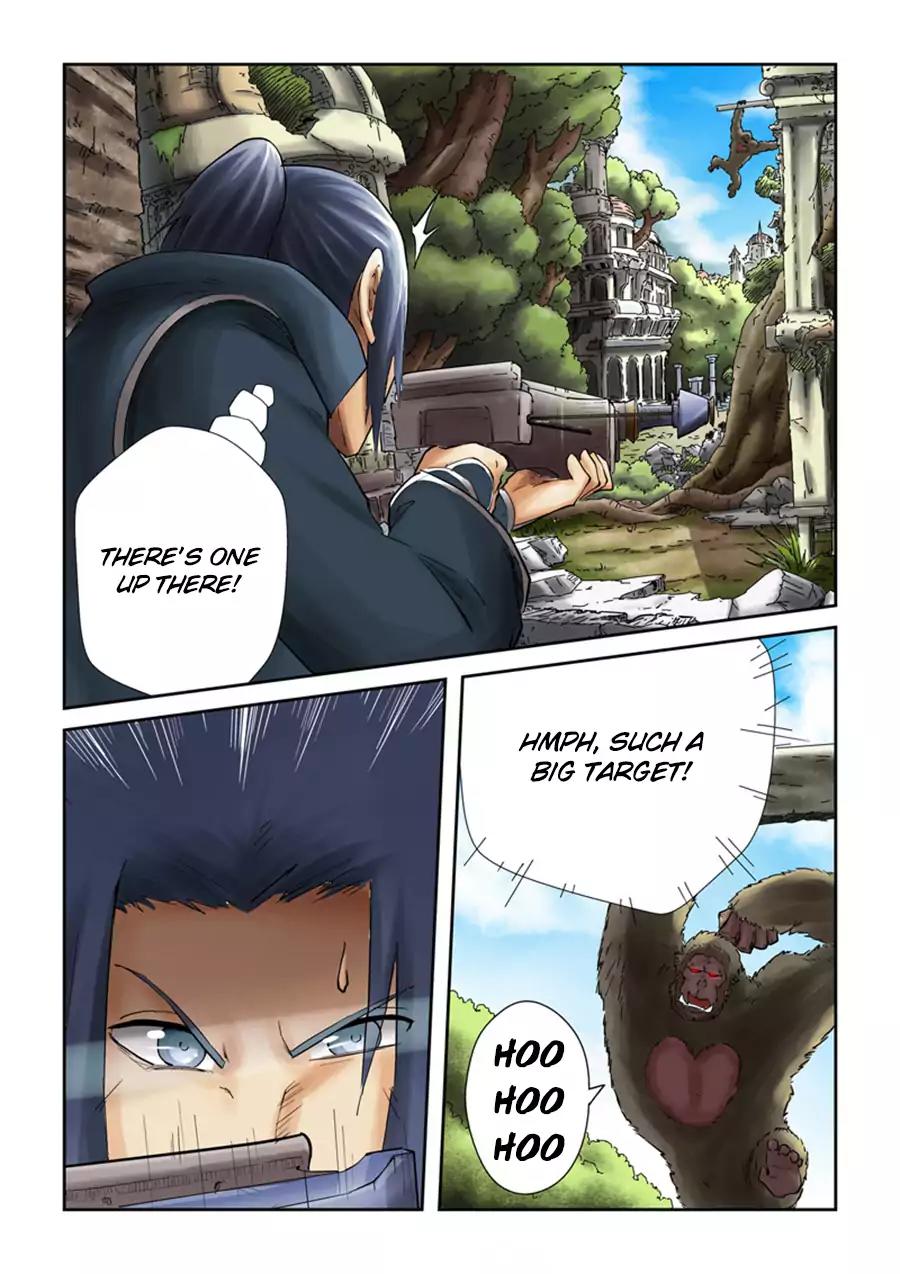 THERE'S ONE
UP THERE!
HMPH, SUCH A
BIG TARGET!
HOO
HOO
HOO